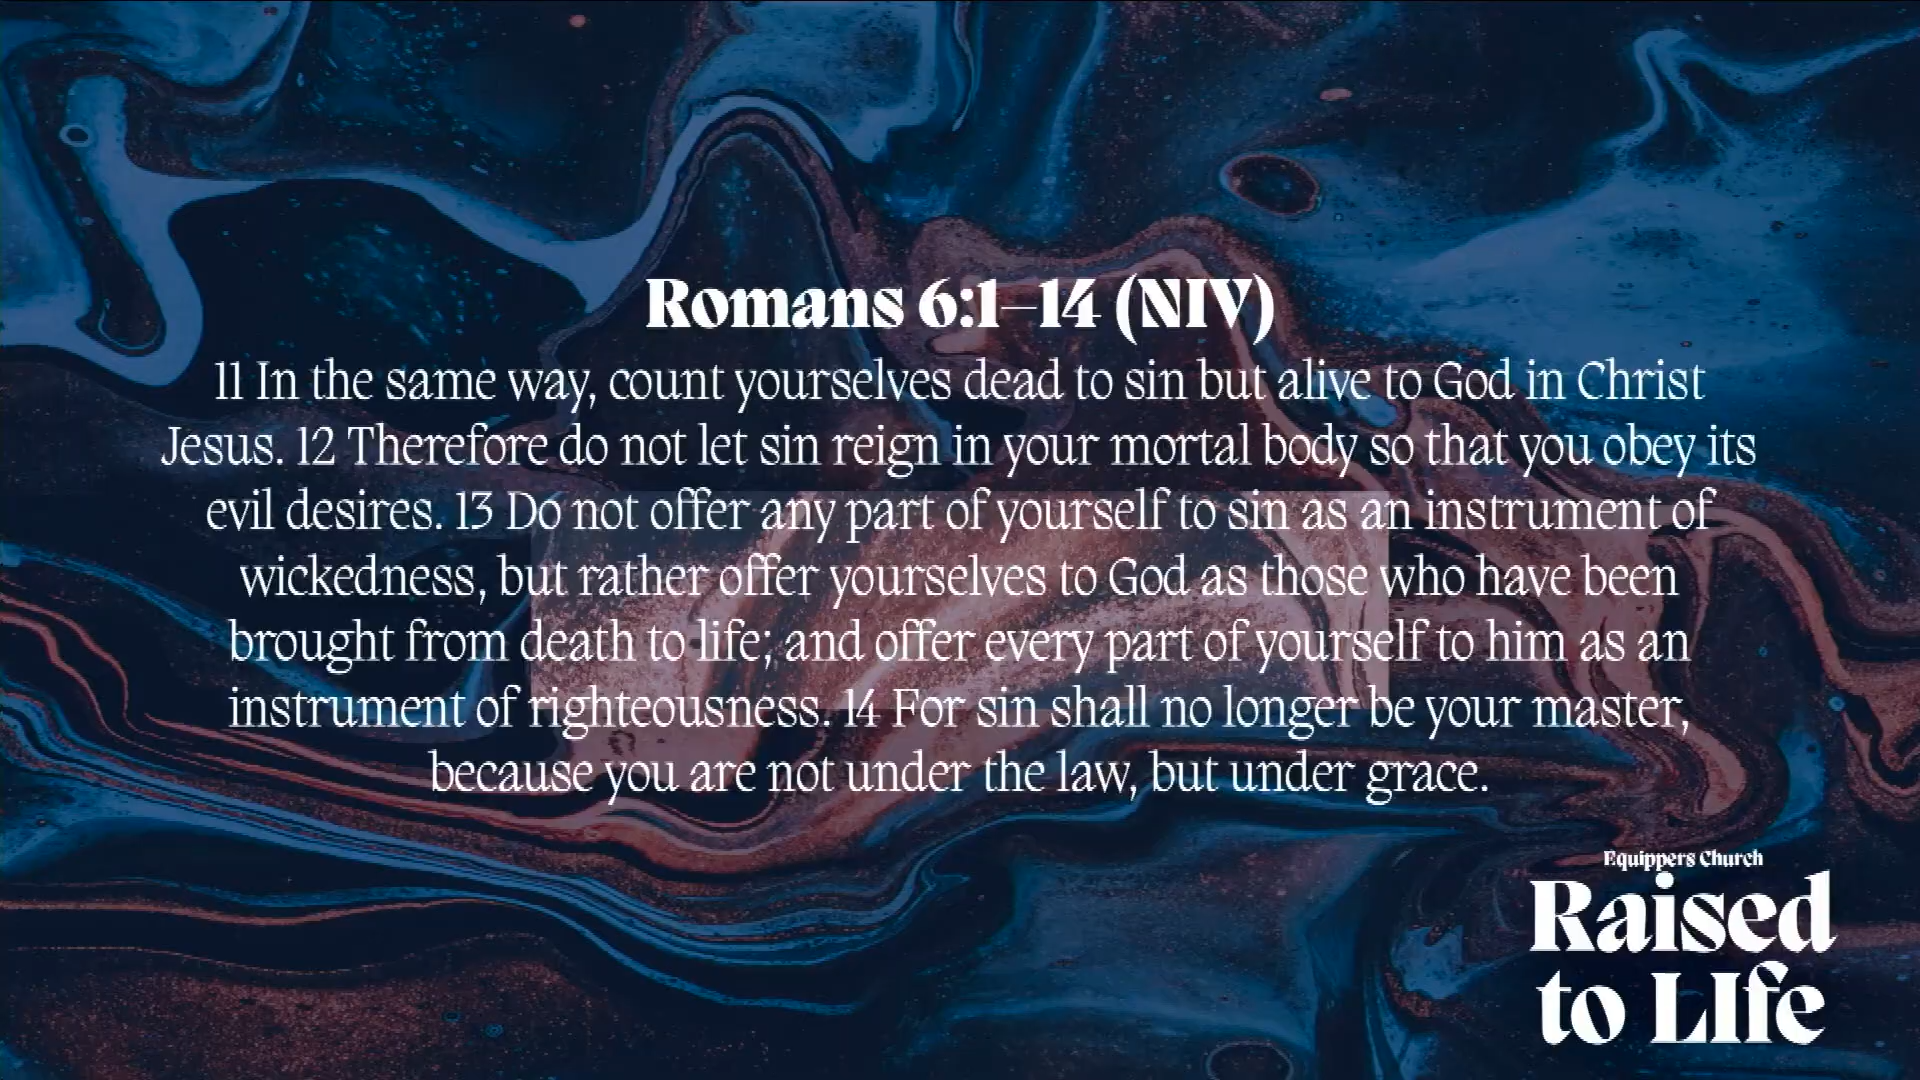 Romans 6:1–14 (NIV)
11 In the same way, count yourselves dead to sin but alive to God in Christ
Jesus. 12 Therefore do not let sin reign in your mortal body so that you obey its
evil desires. 13 Do not offer any part of yourself to sin as an instrument of
wickedness, but rather offer yourselves to God as those who have been
brought from death to life; and offer every part of yourself to him as an
instrument of righteousness. 14 For sin shall no longer be your master,
because you are not under the law, but under grace.
Equippers Church
Raised
to LIfe